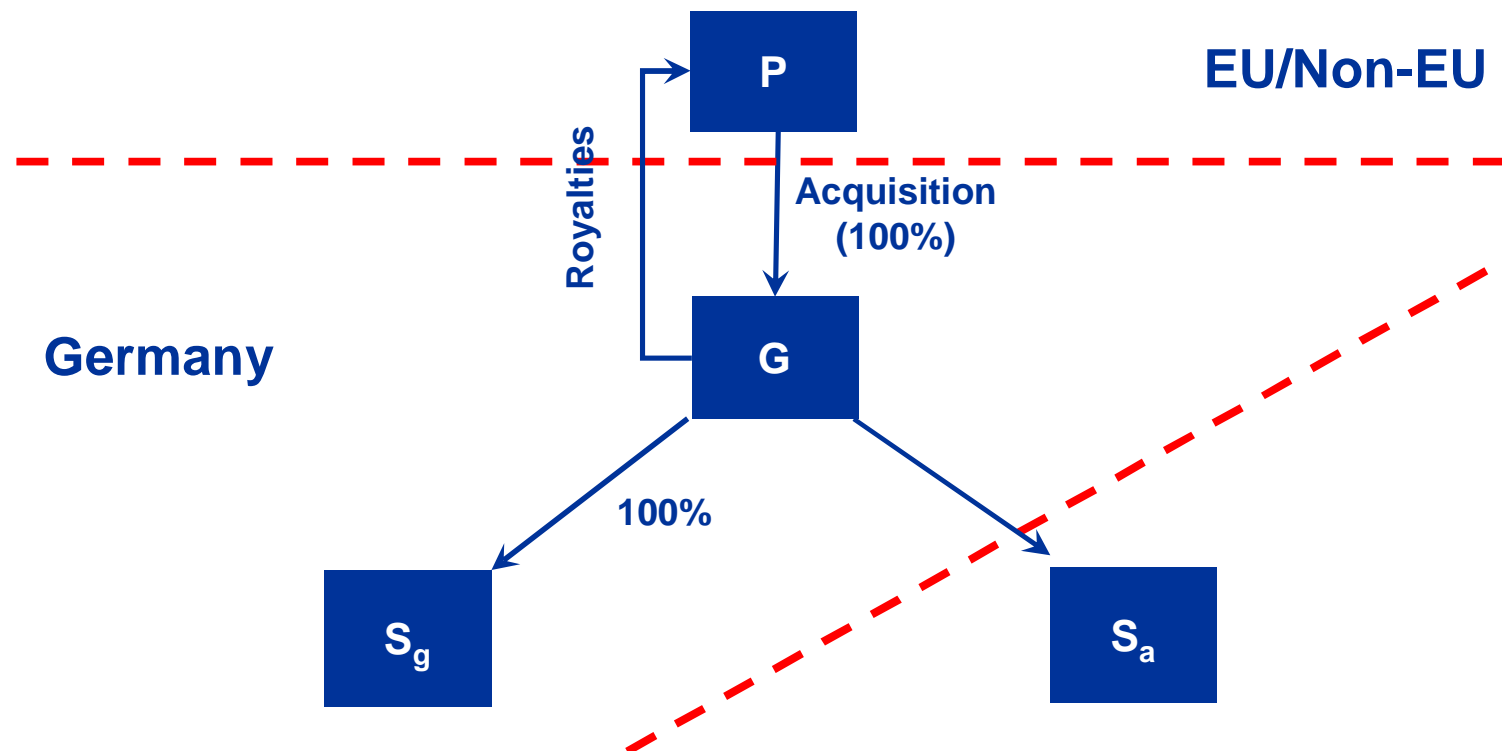 P
EU/Non-EU
Royalties
Acquisition
(100%)
Germany
G
100%
Sg
Sa